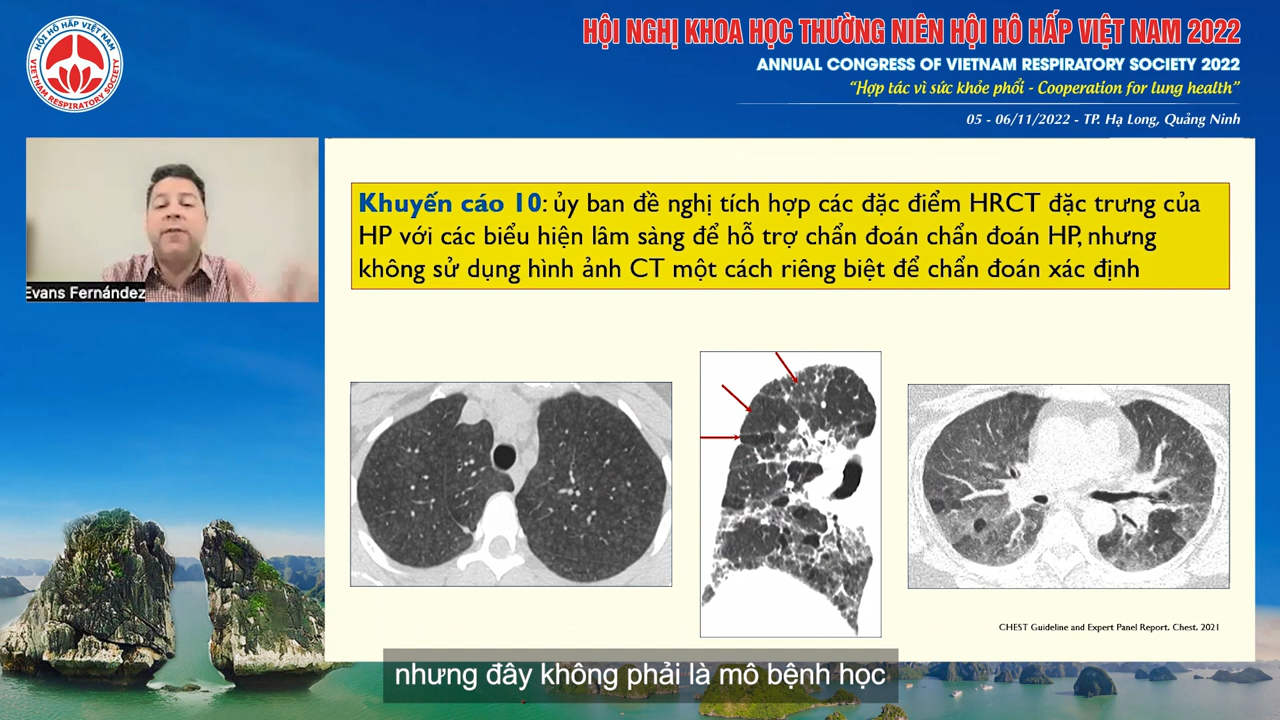 HỘI HÔ HẤP VIỆT NAM
VIETNAM RESPIRATORY SOCIETY
HỘI NGHỊ KHOA HỌC THƯỜNG NIÊN HỘI HÔ HẤP VIỆT NAM 2022
ANNUAL CONGRESS OF VIETNAM RESPIRATORY SOCIETY 2022
“Hợp tác vì sức khỏe phổi - Cooperation for lung health”
05 - 06/11/2022 - TP. Hạ Long, Quảng Ninh
Evans Fernández
Khuyến cáo 10: ủy ban đề nghị tích hợp các đặc điểm HRCT đặc trưng của
HP với các biểu hiện lâm sàng để hỗ trợ chẩn đoán chẩn đoán HP, nhưng
không sử dụng hình ảnh CT một cách riêng biệt để chẩn đoán xác định
CHEST Guideline and Expert Panel Report. Chest. 2021
nhưng đây không phải là mô bệnh học